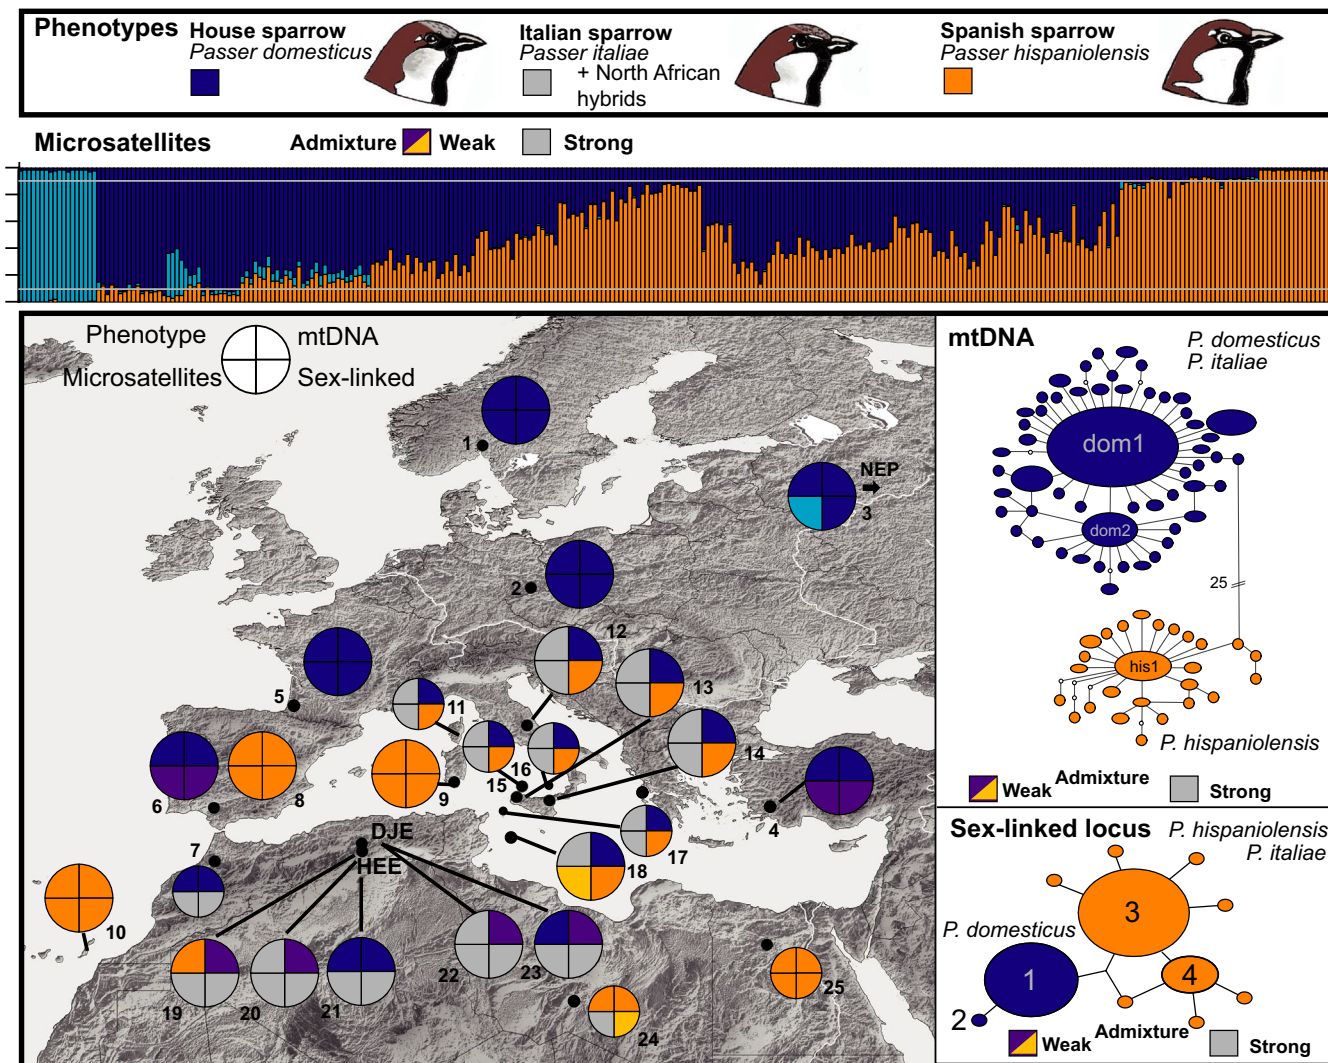 Phenotypes
House sparrow
Passer domesticus
Italian sparrow
Passer italiae
+ North African
hybrids
Spanish sparrow
Passer hispaniolensis
Microsatellites
Admixture Weak Strong
Phenotype mtDNA
Microsatellites Sex-linked
1
NEP
3
2
12
13
5
11
14
6
8
9
15
16
4
7
DJE
HEE
17
18
10
19
20
21
22
23
24
25
mtDNA
P. domesticus
P. italiae
dom1
dom2
25
his1
P. hispaniolensis
Weak Admixture Strong
Sex-linked locus
P. hispaniolensis
P. italiae
3
P. domesticus
1
4
2
Weak Admixture Strong